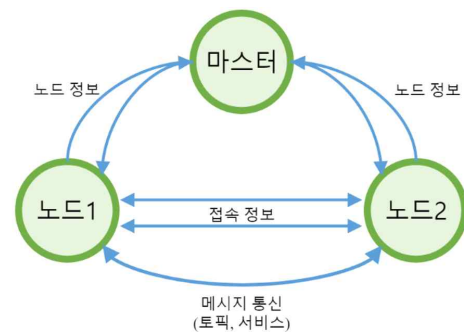 마스터
노드 정보
노드 정보
노드1
노드2
접속 정보
메시지 통신
(토픽, 서비스)